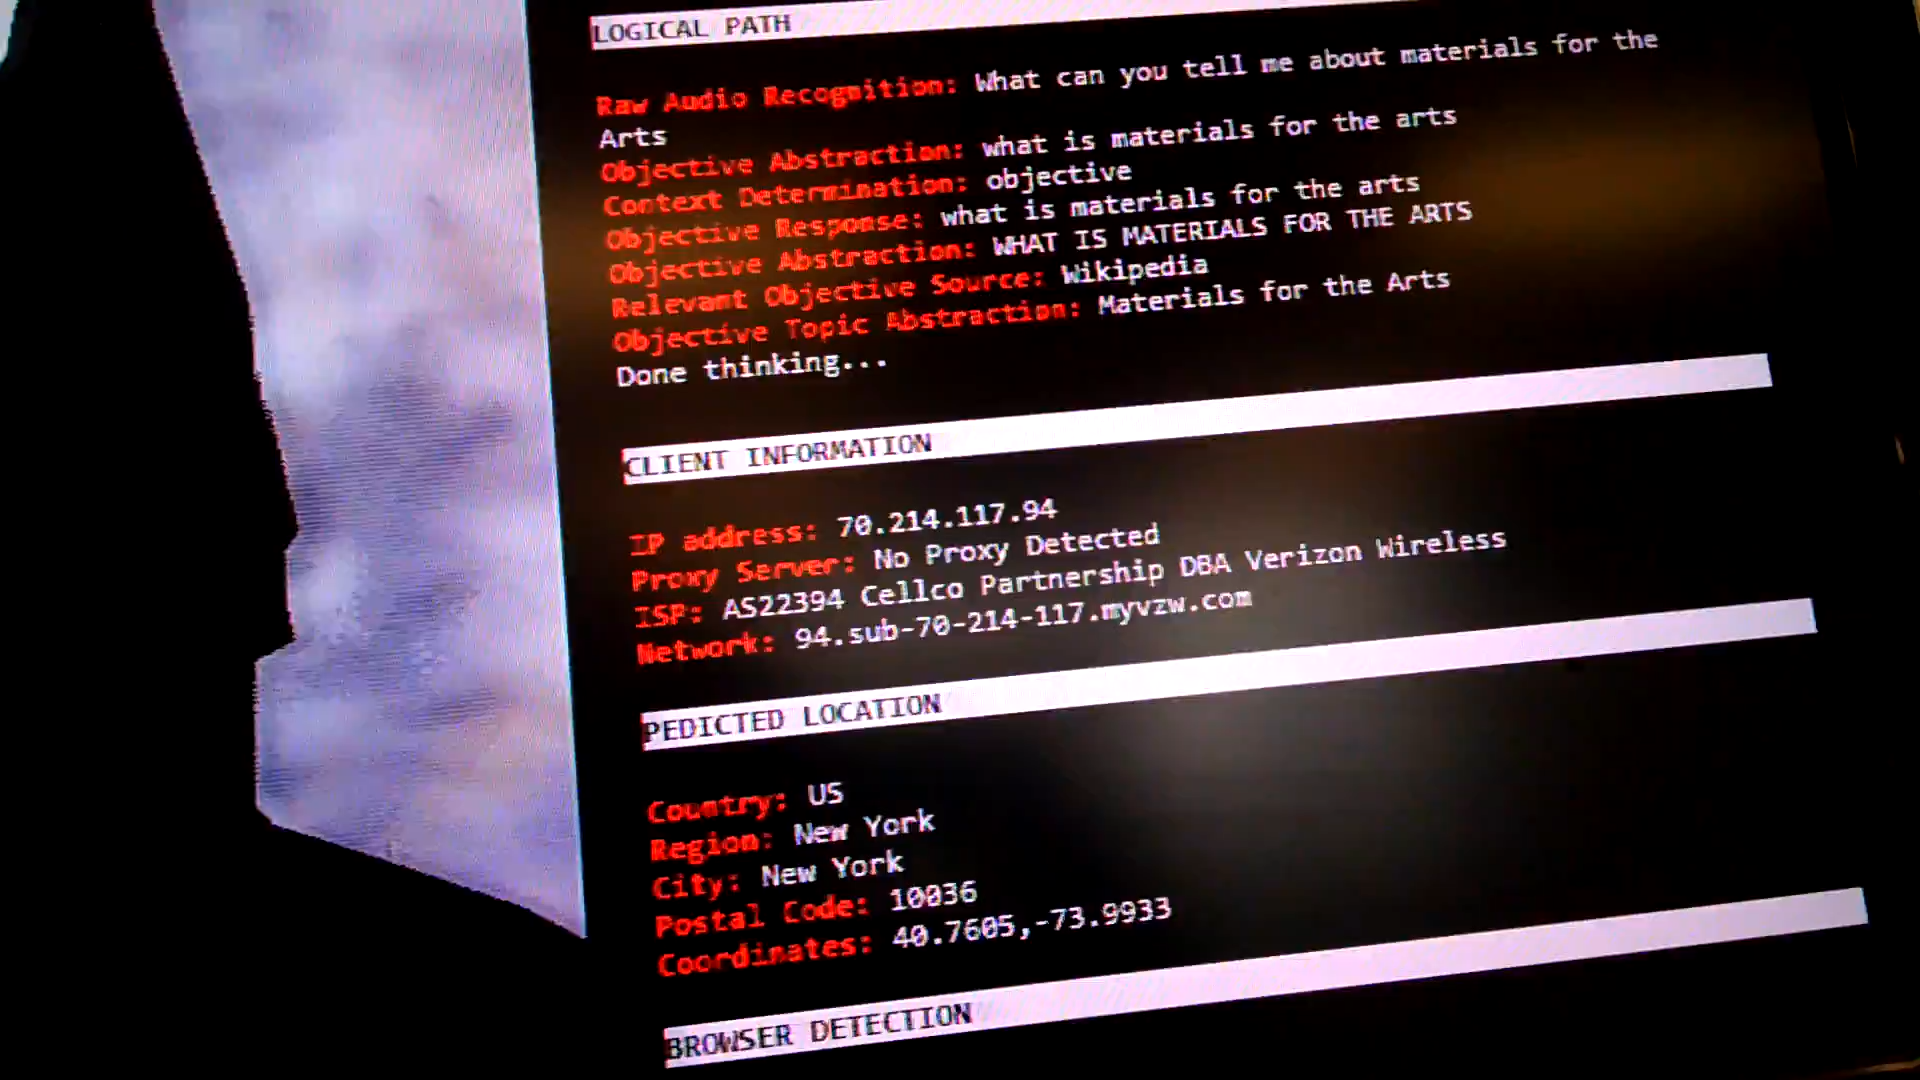 LOGICAL PATH
Raw Audio Recognition: What can you tell me about materials for the
Arts
Objective Abstraction: what is materials for the arts
Context Determination: objective
Objective Response: what is materials for the arts
Objective Abstraction: WHAT IS MATERIALS FOR THE ARTS
Relevant Objective Source: Wikipedia
Objective Topic Abstraction: Materials for the Arts
Done thinking...
CLIENT INFORMATION
IP address: 70.214.117.94
Proxy Server: No Proxy Detected
ISP: AS22394 Cellco Partnership DBA Verizon Wireless
Network: 94.sub-70-214-117.myvzw.com
PEDICTED LOCATION
Country: US
Region: New York
City: New York
Postal Code: 10036
Coordinates: 40.7605,-73.9933
BROWSER DETECTION